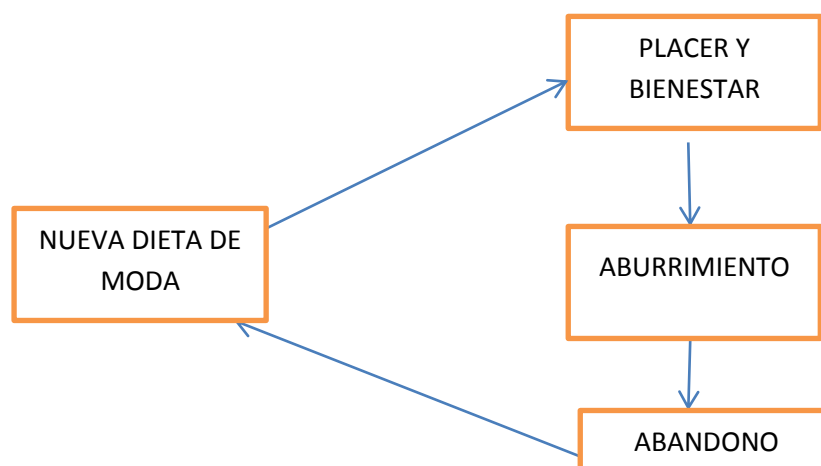 PLACER Y
BIENESTAR
NUEVA DIETA DE
MODA
ABURRIMIENTO
ABANDONO